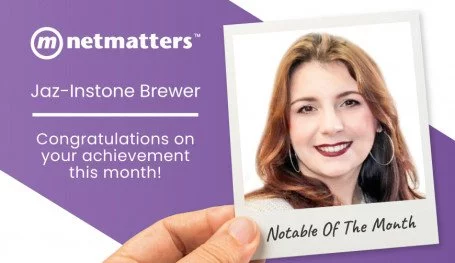 m netmatters™
Jaz-Instone Brewer
Congratulations on
your achievement
this month!
Notable Of The Month